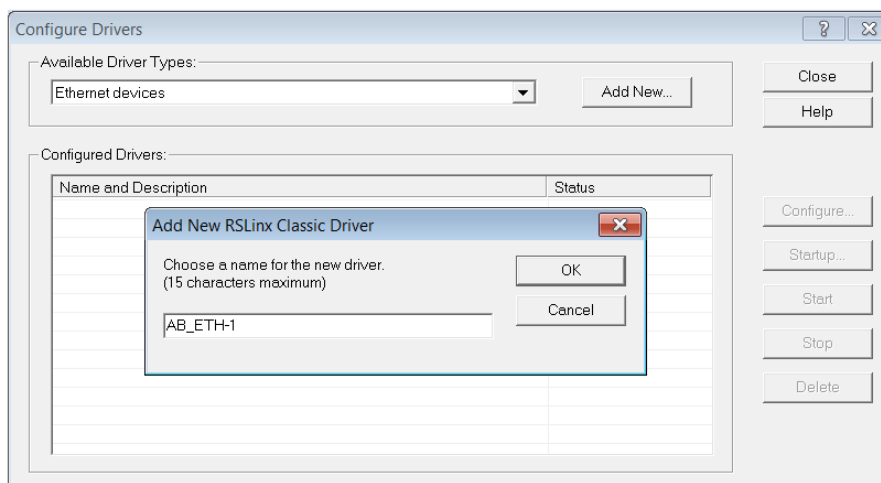 Configure Drivers
Available Driver Types:
Ethernet devices
Add New...
Close
Help
Configured Drivers:
Name and Description
Status
Configure...
Startup...
Start
Stop
Delete
Add New RSLinx Classic Driver
Choose a name for the new driver.
(15 characters maximum)
AB_ETH-1
OK
Cancel